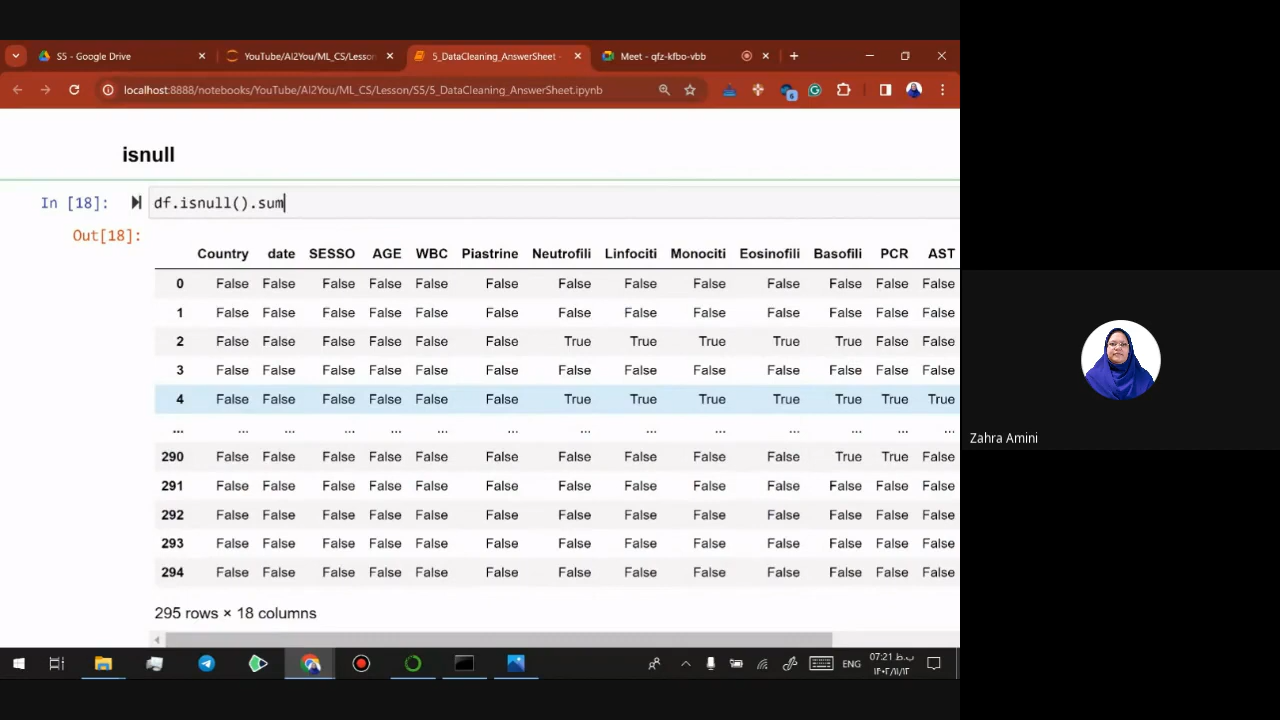 S5 - Google Drive
YouTube/AI2You/ML_CS/Lesson
5_DataCleaning_AnswerSheet -
Meet - qfz-kfbo-vbb
localhost:8888/notebooks/YouTube/AI2You/ML_CS/Lesson/S5/5_DataCleaning_AnswerSheet.ipynb
6
isnull
In [18]: df.isnull().sum
Out[18]:
Country date SESSO AGE WBC Piastrine Neutrofili Linfociti Monociti Eosinofili Basofili PCR AST
0 False False False False False False False False False False False False False
1 False False False False False False False False False False False False False
2 False False False False False False True True True True True False False
3 False False False False False False False False False False False False False
4 False False False False False False True True True True True True True
... ... ... ... ... ... ... ... ... ... ... ... ... ...
290 False False False False False False False False False False True True False
291 False False False False False False False False False False False False False
292 False False False False False False False False False False False False False
293 False False False False False False False False False False False False False
294 False False False False False False False False False False False False False
295 rows × 18 columns
Zahra Amini
ENG
07:21 ب.ظ
۱۴۰۲/۱۱/۱۳